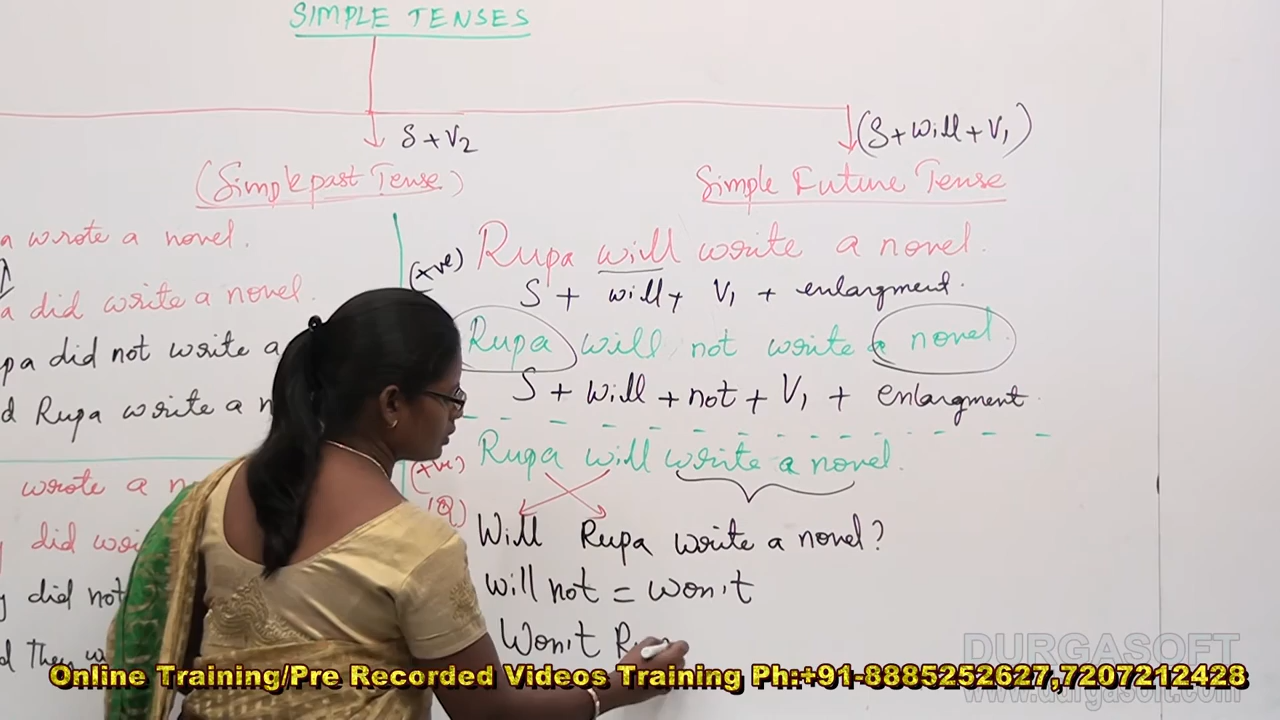 SIMPLE TENSES
S + V2
(S + will + V1)
(Simple past Tense)
Simple Future Tense
a wrote a novel.
a did write a novel.
pa did not write a
d Rupa write a n
wrote a n
did wri
y did not
d They w
(+ve) Rupa will write a novel.
S + will + V1 + enlargment.
Rupa will not write a novel.
S + will + not + V1 + enlargment.
(+ve) Rupa will write a novel.
(Q)
Will Rupa write a novel?
Will not = won't
Won't R
DURGASOFT
www.durgasoft.com
Online Training/Pre Recorded Videos Training Ph:+91-8885252627,7207212428